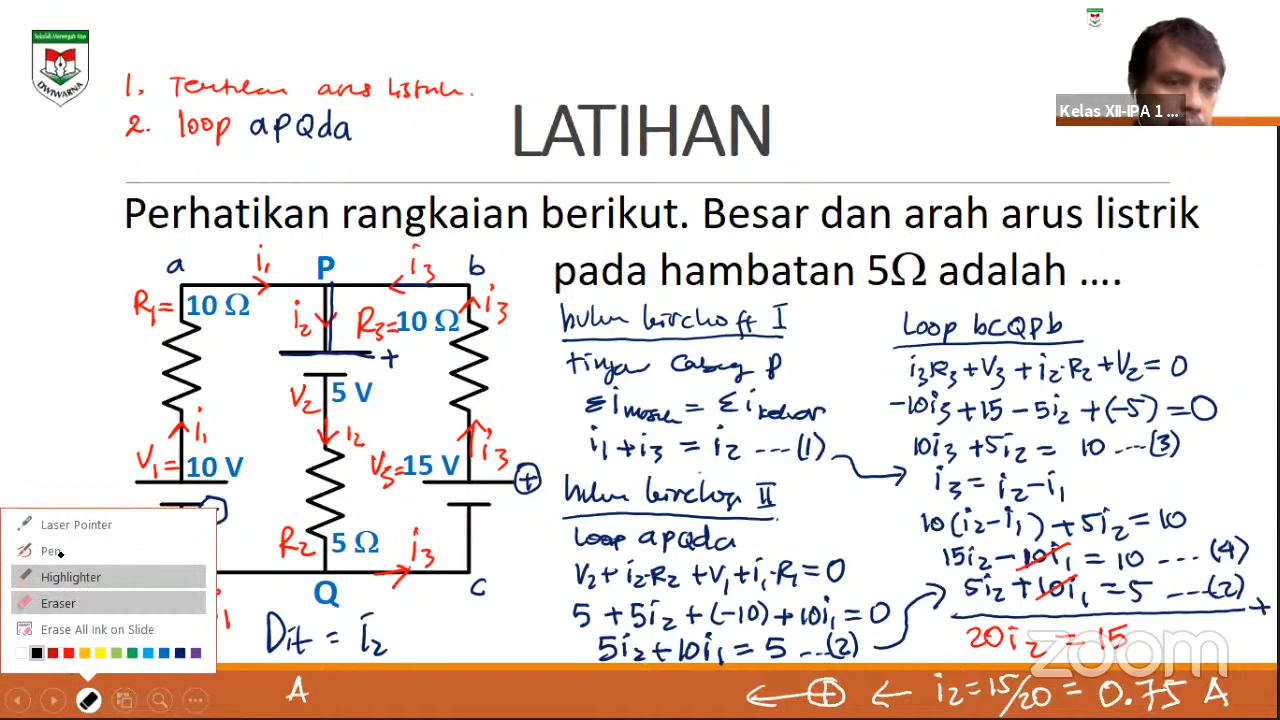 Sekolah Menengah Atas
DWIWARNA
Kelas XII-IPA 1 ...
1. Tentukan arus listrik.
2. loop apQda
LATIHAN
Perhatikan rangkaian berikut. Besar dan arah arus listrik
pada hambatan 5Ω adalah ....
a
i₁
P
i₃
b
R₁=
10 Ω
i₂
R₃=
10 Ω
i₃
+
V₂
5 V
i₁
i₂
V₁=
10 V
V₃=
15 V
i₃
+
R₂
5 Ω
i₃
Q
c
i₁
Dit = i₂
hukum kirchoff I
tinjau cabang P
Σ i masuk = Σ i keluar
i₁ + i₃ = i₂ ... (1)
hukum kirchoff II
Loop apQda
V₂ + i₂·R₂ + V₁ + i₁·R₁ = 0
5 + 5i₂ + (-10) + 10i₁ = 0
5i₂ + 10i₁ = 5 ... (2)
Loop bcQPb
i₃R₃ + V₃ + i₂·R₂ + V₂ = 0
-10i₃ + 15 - 5i₂ + (-5) = 0
10i₃ + 5i₂ = 10 ... (3)
i₃ = i₂ - i₁
10(i₂ - i₁) + 5i₂ = 10
15i₂ - 10i₁ = 10 ... (4)
5i₂ + 10i₁ = 5 ... (2)
+
20i₂ = 15
i₂ = 15/20 = 0.75 A
A
Laser Pointer
Pen
Highlighter
Eraser
Erase All Ink on Slide
zoom